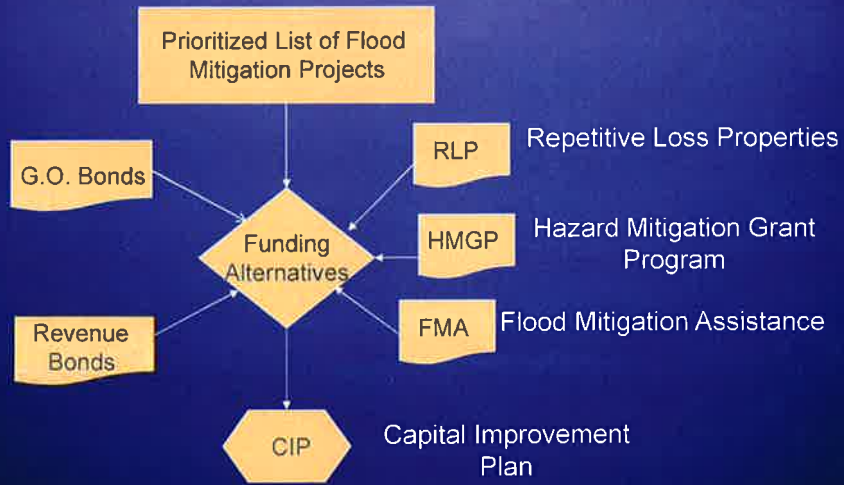 Prioritized List of Flood
Mitigation Projects
G.O. Bonds
RLP
Repetitive Loss Properties
Funding
Alternatives
HMGP
Hazard Mitigation Grant
Program
Revenue
Bonds
FMA
Flood Mitigation Assistance
CIP
Capital Improvement
Plan